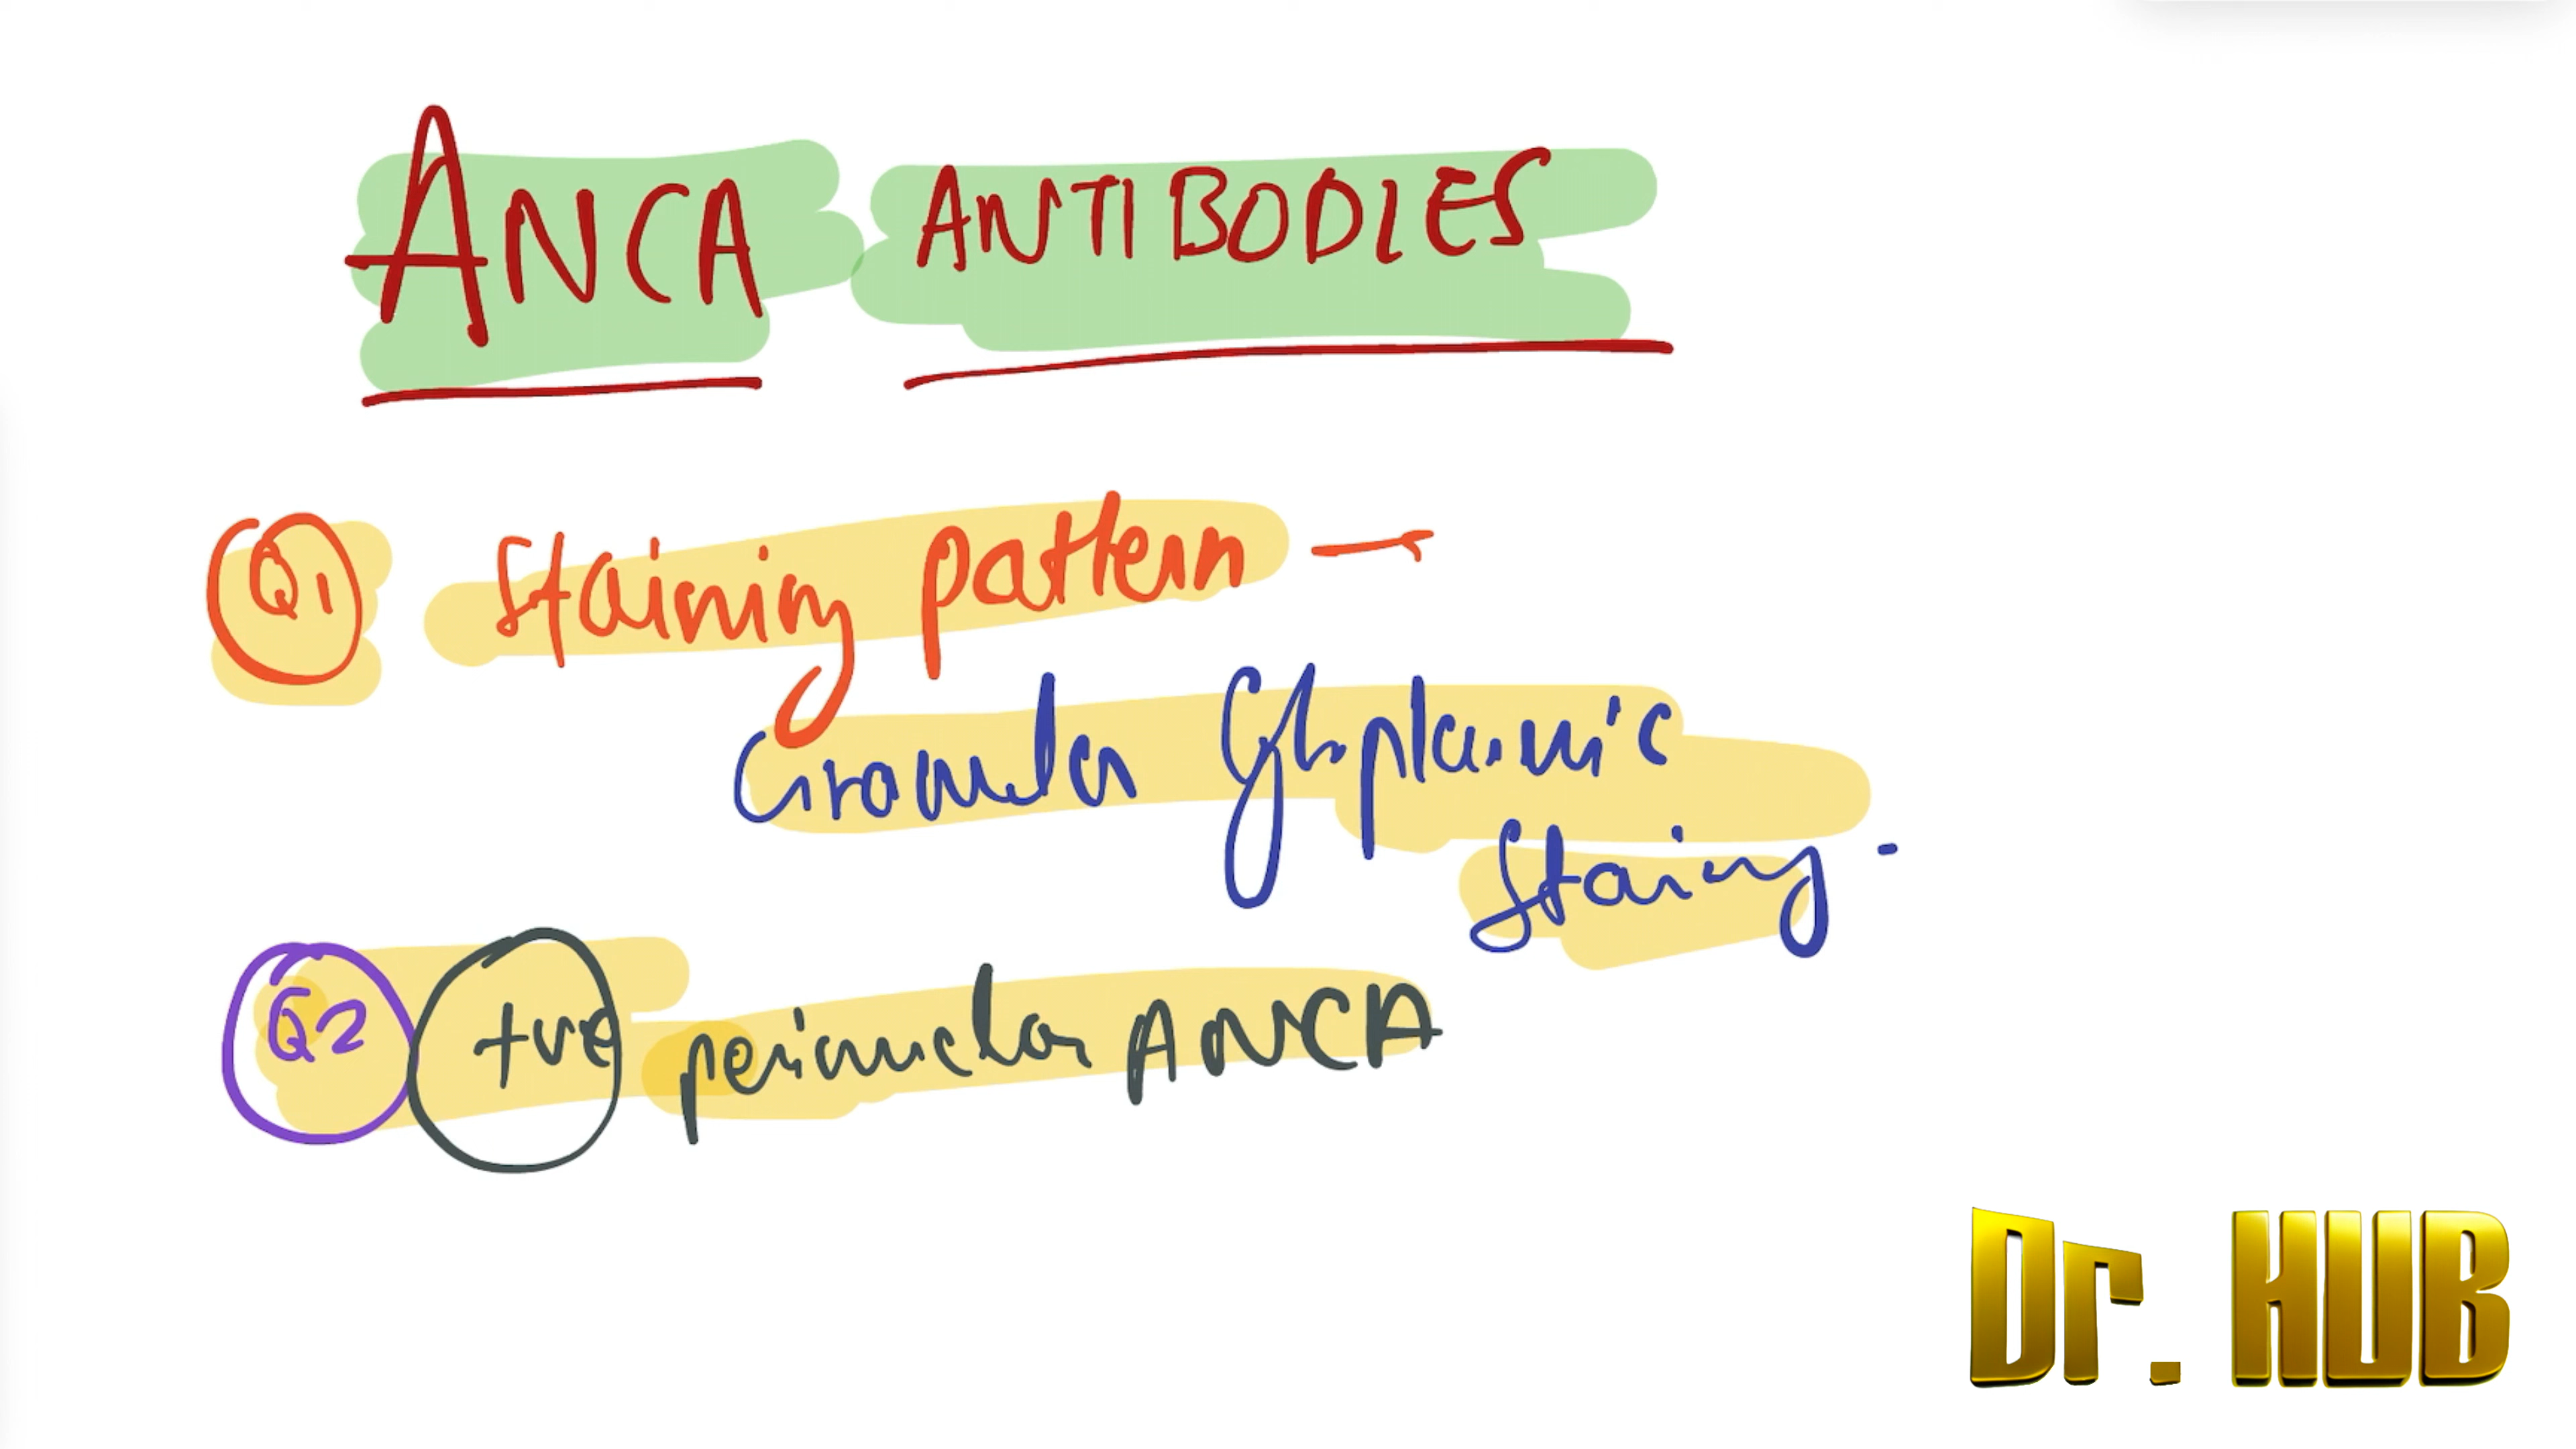 ANCA ANTIBODIES
Q1 Staining pattern -
Granular Cytoplasmic
Staining.
Q2 +ve perinuclear ANCA
Dr. HUB